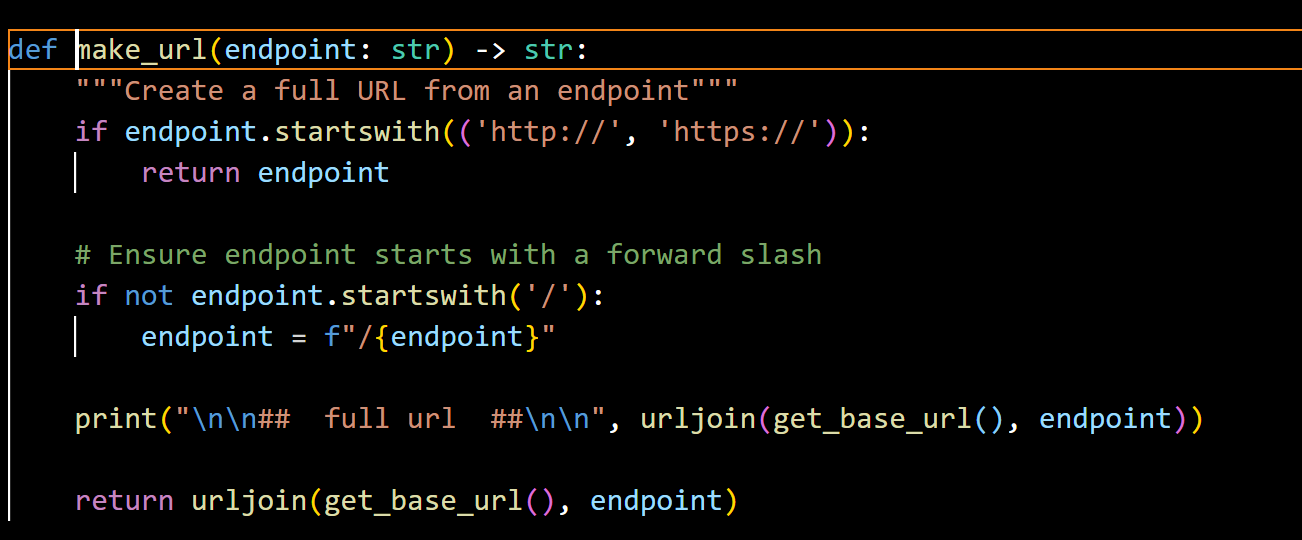 def make_url(endpoint: str) -> str:
    """Create a full URL from an endpoint"""
    if endpoint.startswith(('http://', 'https://')):
        return endpoint

    # Ensure endpoint starts with a forward slash
    if not endpoint.startswith('/'):
        endpoint = f"/{endpoint}"

    print("\n\n##  full url  ##\n\n", urljoin(get_base_url(), endpoint))

    return urljoin(get_base_url(), endpoint)